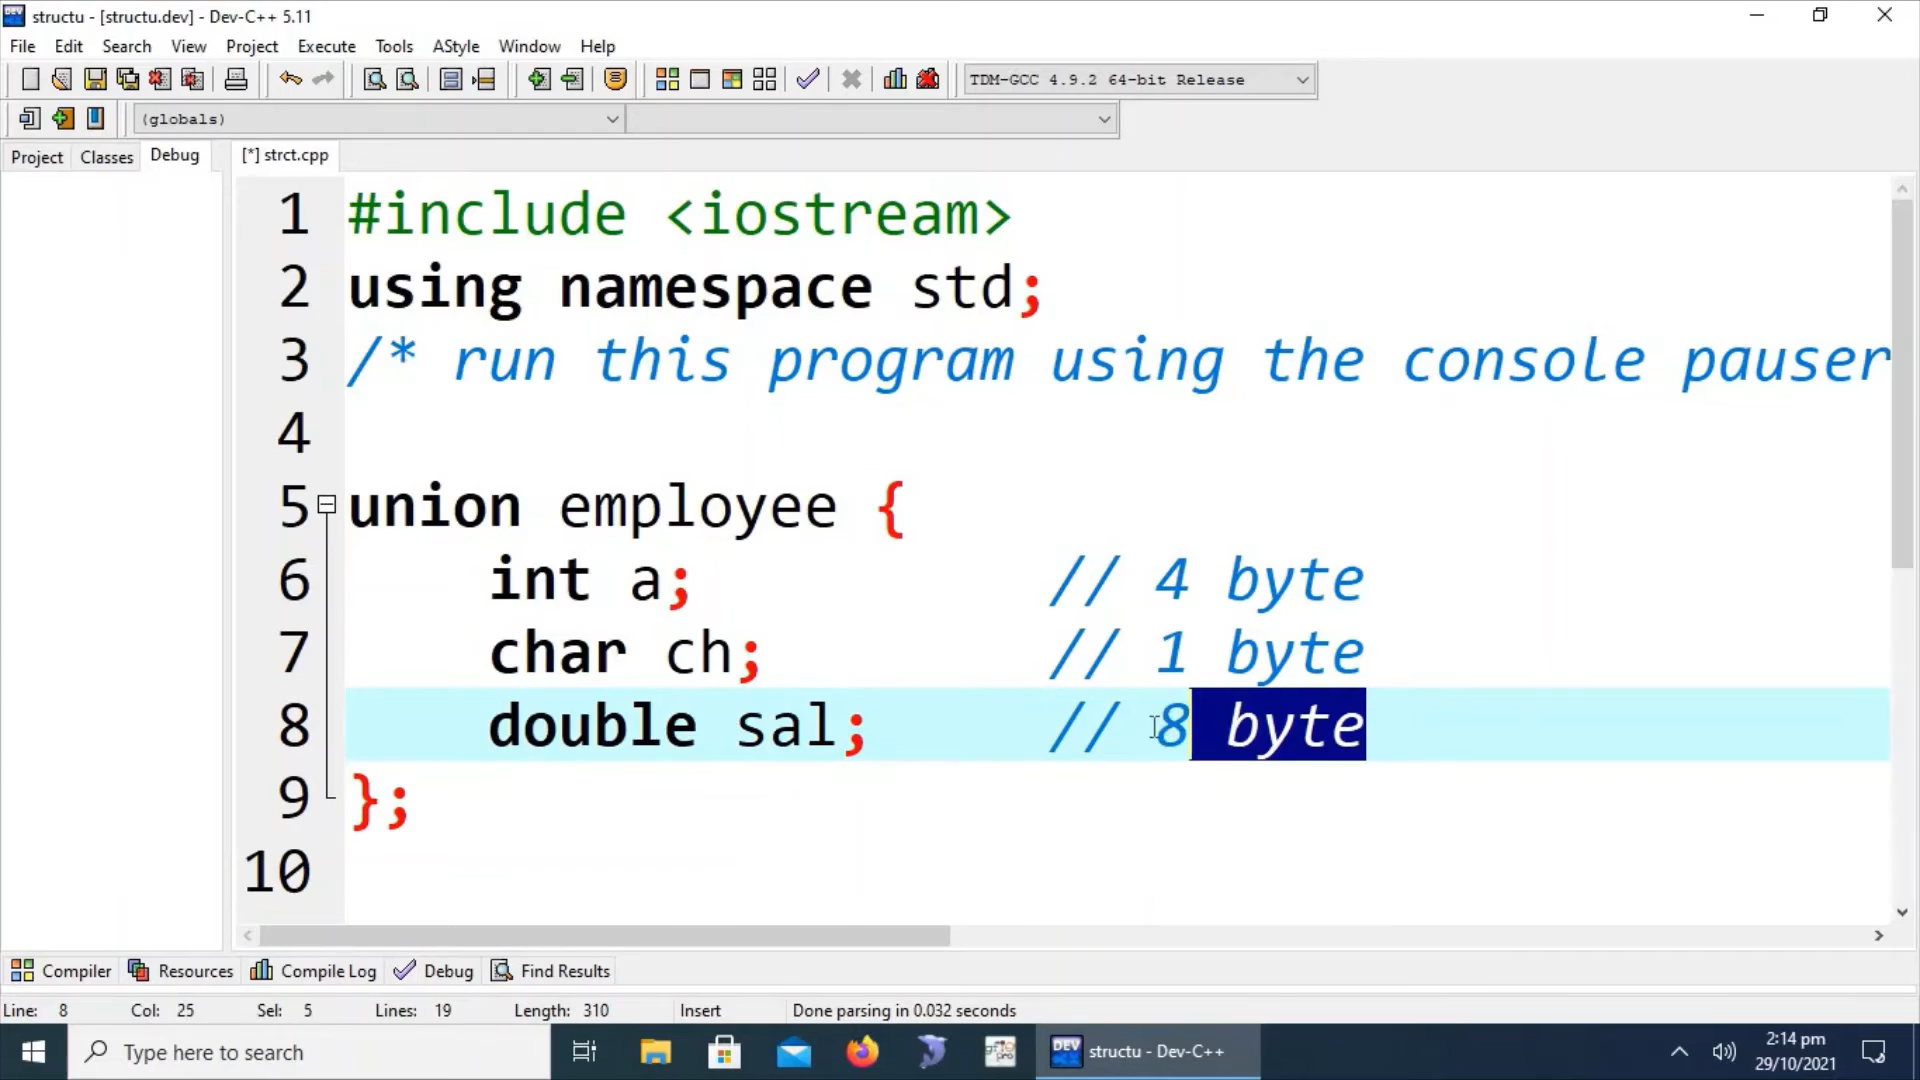 structu - [structu.dev] - Dev-C++ 5.11
File Edit Search View Project Execute Tools AStyle Window Help
TDM-GCC 4.9.2 64-bit Release
(globals)
Project Classes Debug [*] strct.cpp
1 #include <iostream>
2 using namespace std;
3 /* run this program using the console pauser
4
5 union employee {
6 int a; // 4 byte
7 char ch; // 1 byte
8 double sal; // 8 byte
9 };
10
Compiler Resources Compile Log Debug Find Results
Line: 8 Col: 25 Sel: 5 Lines: 19 Length: 310 Insert Done parsing in 0.032 seconds
Type here to search
DEV structu - Dev-C++
2:14 pm
29/10/2021